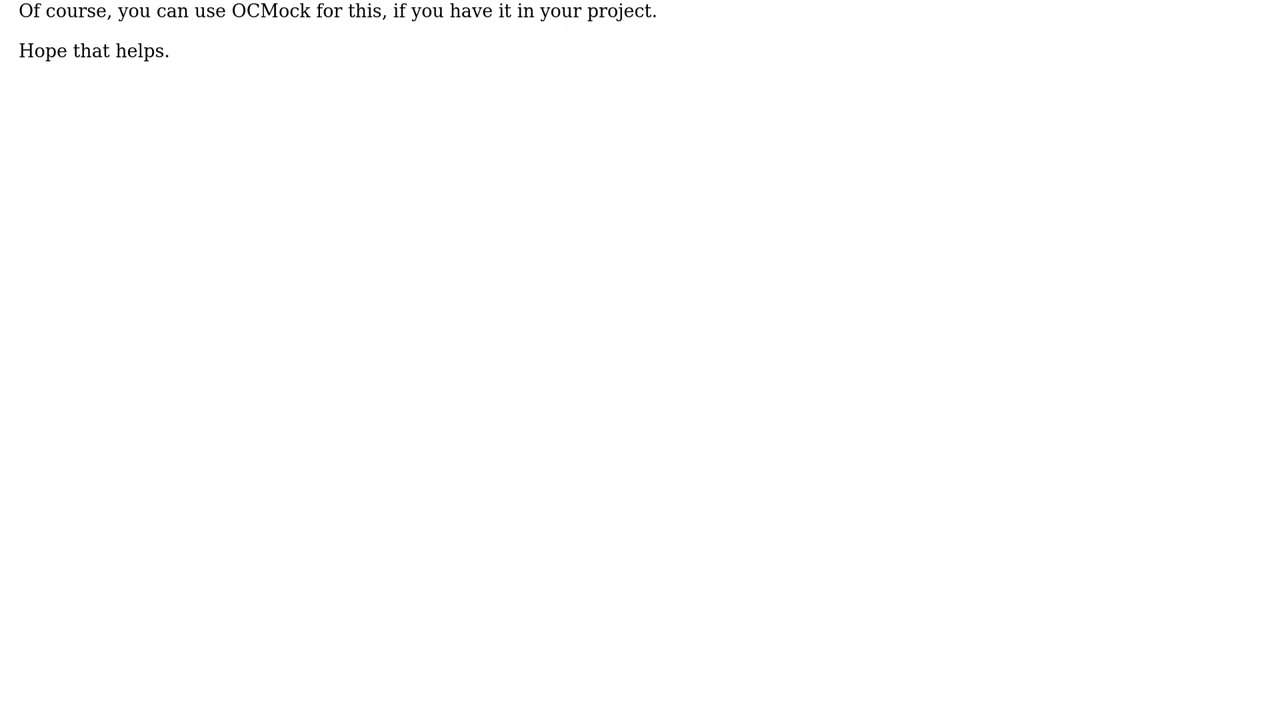 Of course, you can use OCMock for this, if you have it in your project.
Hope that helps.